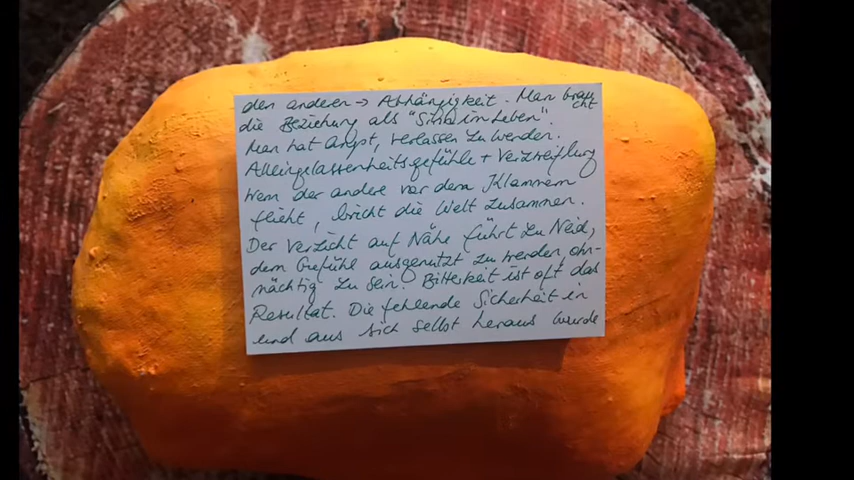 den anderen → Abhängigkeit. Man braucht
die Beziehung als "Sinn im Leben".
Man hat Angst, verlassen zu werden.
Alleingelassenheitsgefühle + Verzweiflung
wenn der andere vor dem Klammern
flieht, bricht die Welt zusammen.
Der Verzicht auf Nähe führt zu Neid,
dem Gefühl ausgenutzt zu werden ohn-
mächtig zu sein. Bitterkeit ist oft das
Resultat. Die fehlende Sicherheit in
und aus sich selbst heraus wurde